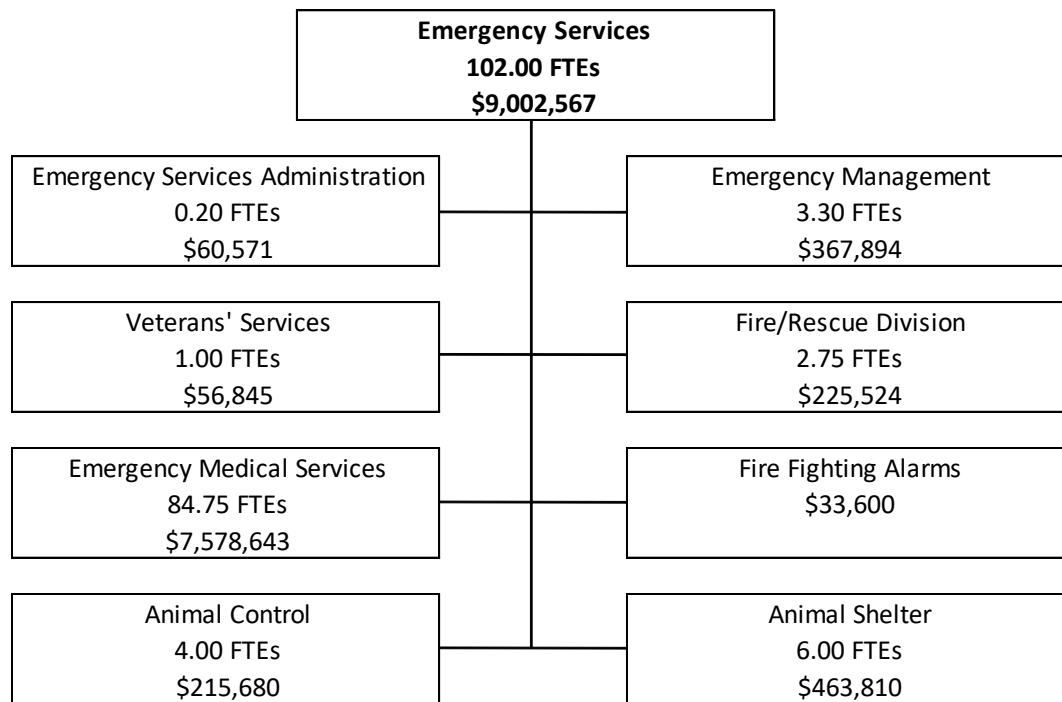 Emergency Services
102.00 FTEs
$9,002,567
Emergency Services Administration
0.20 FTEs
$60,571
Emergency Management
3.30 FTEs
$367,894
Veterans' Services
1.00 FTEs
$56,845
Fire/Rescue Division
2.75 FTEs
$225,524
Emergency Medical Services
84.75 FTEs
$7,578,643
Fire Fighting Alarms
$33,600
Animal Control
4.00 FTEs
$215,680
Animal Shelter
6.00 FTEs
$463,810